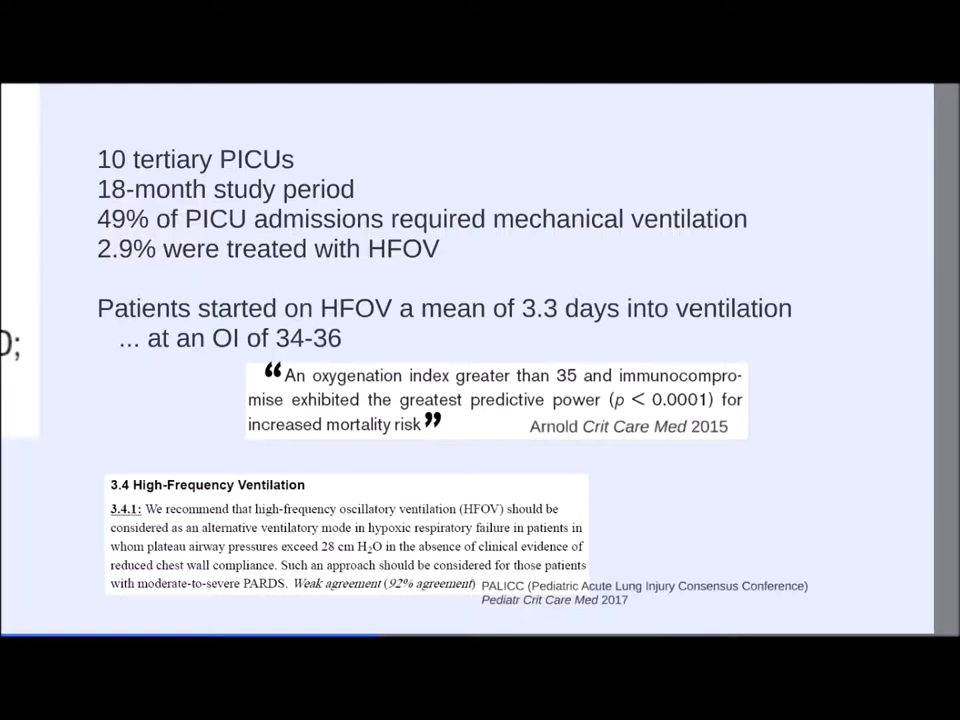 10 tertiary PICUs
18-month study period
49% of PICU admissions required mechanical ventilation
2.9% were treated with HFOV
Patients started on HFOV a mean of 3.3 days into ventilation
... at an OI of 34-36
0;
“An oxygenation index greater than 35 and immunocompro-
mise exhibited the greatest predictive power (p < 0.0001) for
increased mortality risk”
Arnold Crit Care Med 2015
3.4 High-Frequency Ventilation
3.4.1: We recommend that high-frequency oscillatory ventilation (HFOV) should be
considered as an alternative ventilatory mode in hypoxic respiratory failure in patients in
whom plateau airway pressures exceed 28 cm H₂O in the absence of clinical evidence of
reduced chest wall compliance. Such an approach should be considered for those patients
with moderate-to-severe PARDS. Weak agreement (92% agreement)
PALICC (Pediatric Acute Lung Injury Consensus Conference)
Pediatr Crit Care Med 2017